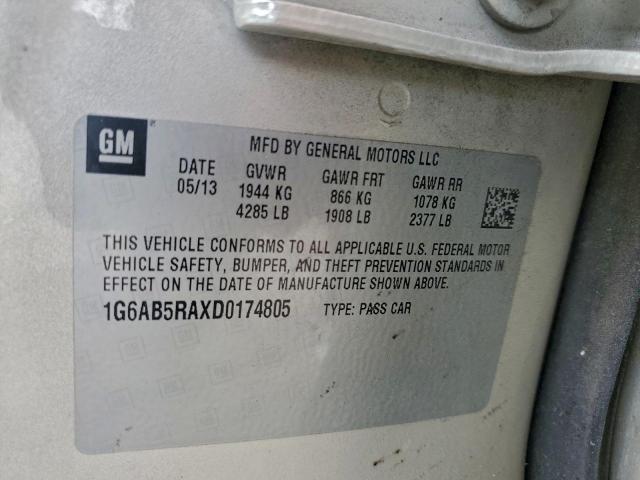 GM
MFD BY GENERAL MOTORS LLC
DATE GVWR GAWR FRT GAWR RR
05/13 1944 KG 866 KG 1078 KG
4285 LB 1908 LB 2377 LB
THIS VEHICLE CONFORMS TO ALL APPLICABLE U.S. FEDERAL MOTOR
VEHICLE SAFETY, BUMPER, AND THEFT PREVENTION STANDARDS IN
EFFECT ON THE DATE OF MANUFACTURE SHOWN ABOVE.
1G6AB5RAXD0174805 TYPE: PASS CAR